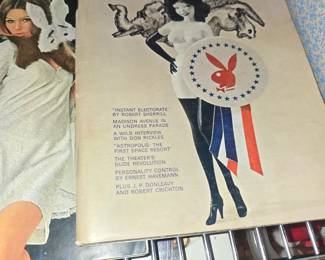 "INSTANT ELECTORATE"
BY ROBERT SHERRILL
MADISON AVENUE IN
AN UNDRESS PARADE
A WILD INTERVIEW
WITH DON RICKLES
"ASTROPOLIS: THE
FIRST SPACE RESORT"
THE THEATER'S
NUDE REVOLUTION
PERSONALITY CONTROL
BY ERNEST HAVEMANN
PLUS J. P. DONLEAVY
AND ROBERT CRICHTON